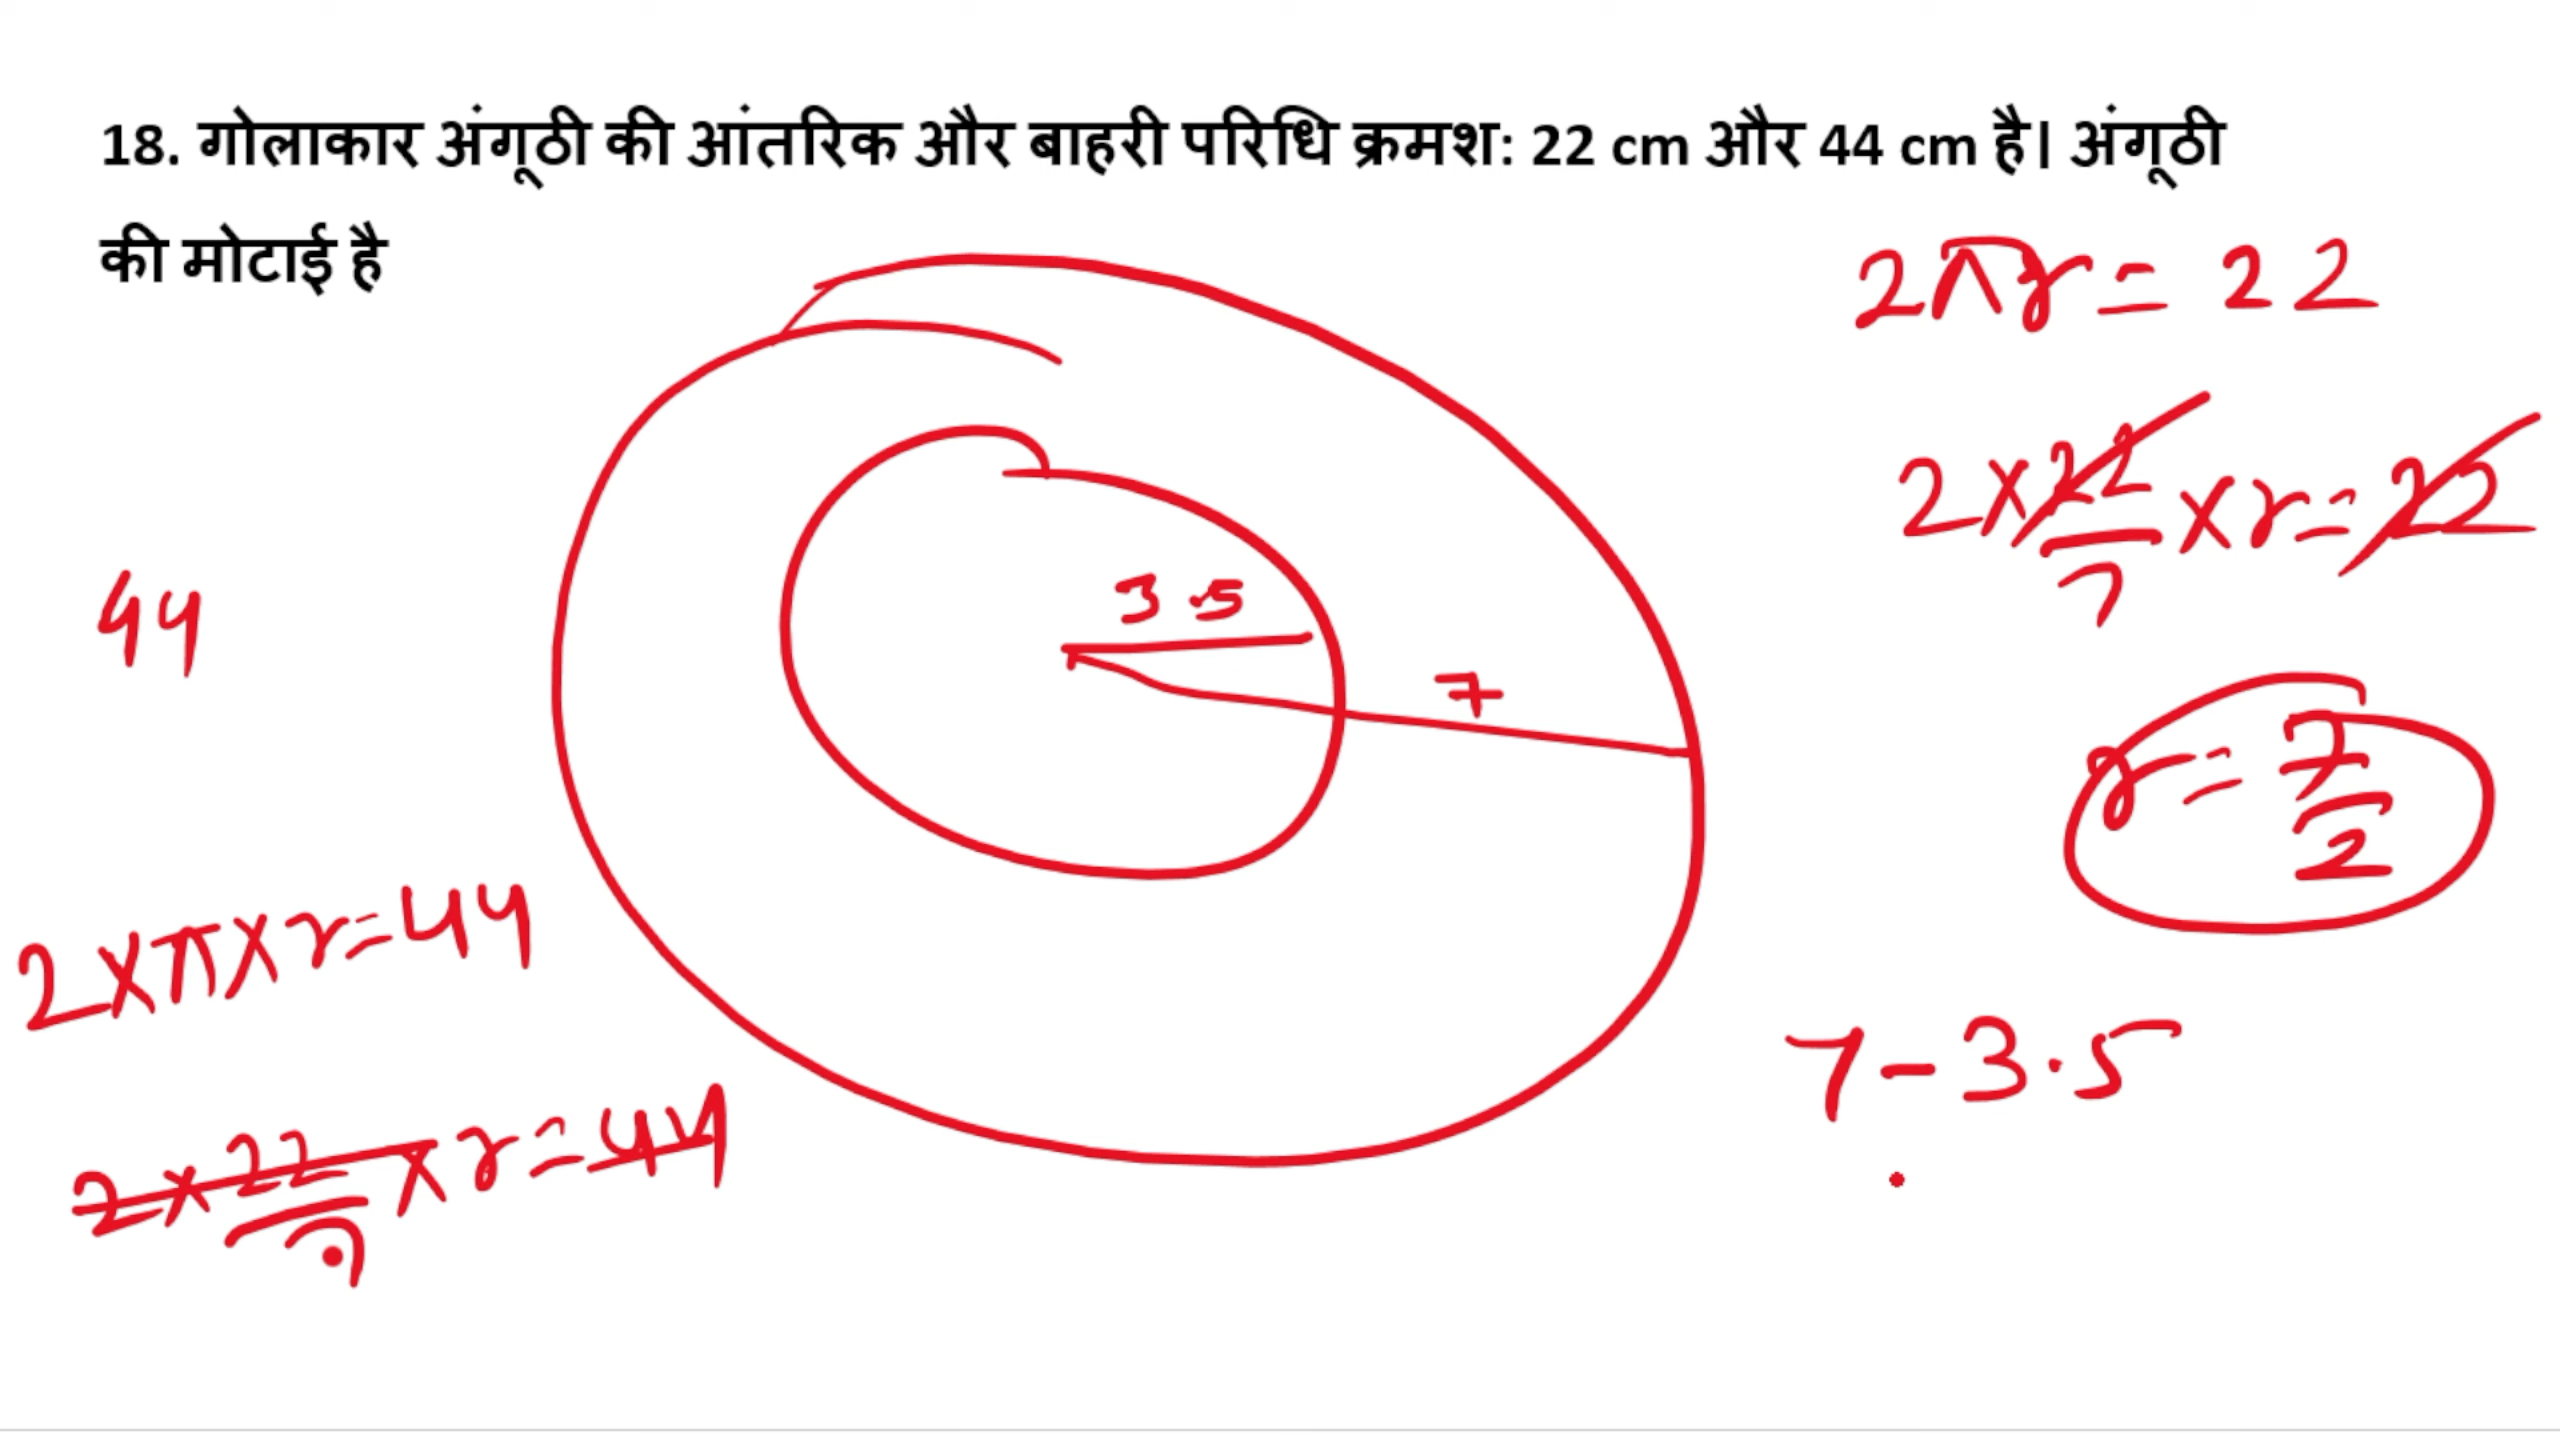 18. गोलाकार अंगूठी की आंतरिक और बाहरी परिधि क्रमश: 22 cm और 44 cm है। अंगूठी
की मोटाई है
2πr = 22
2×22/7×r=22
r=7/2
3.5
7
44
2×π×r=44
2×22/7×r=44
7-3.5